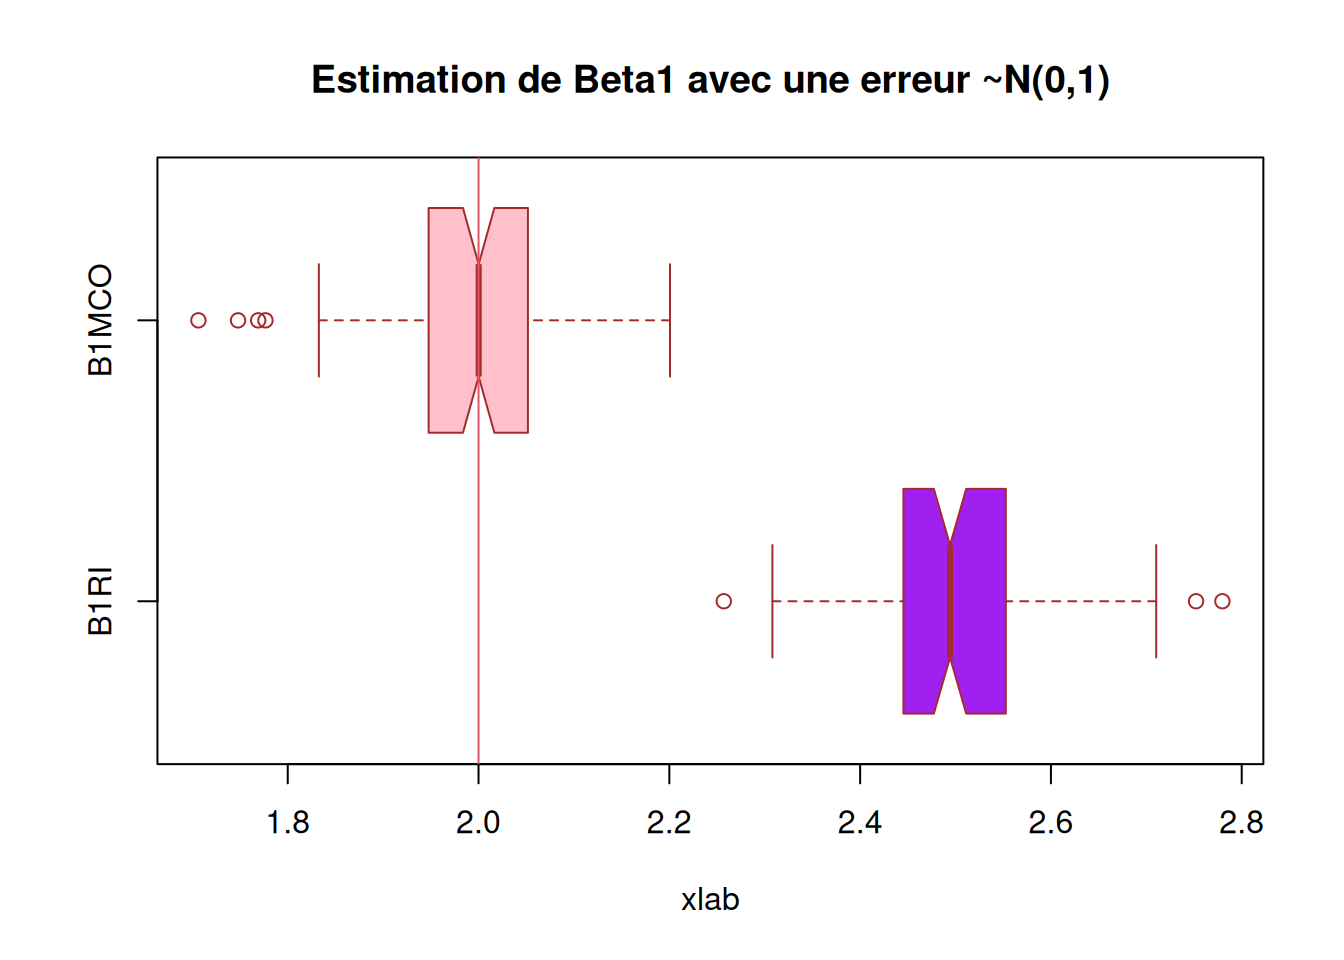 Estimation de Beta1 avec une erreur ~N(0,1)
B1MCO
B1RI
1.8 2.0 2.2 2.4 2.6 2.8
xlab